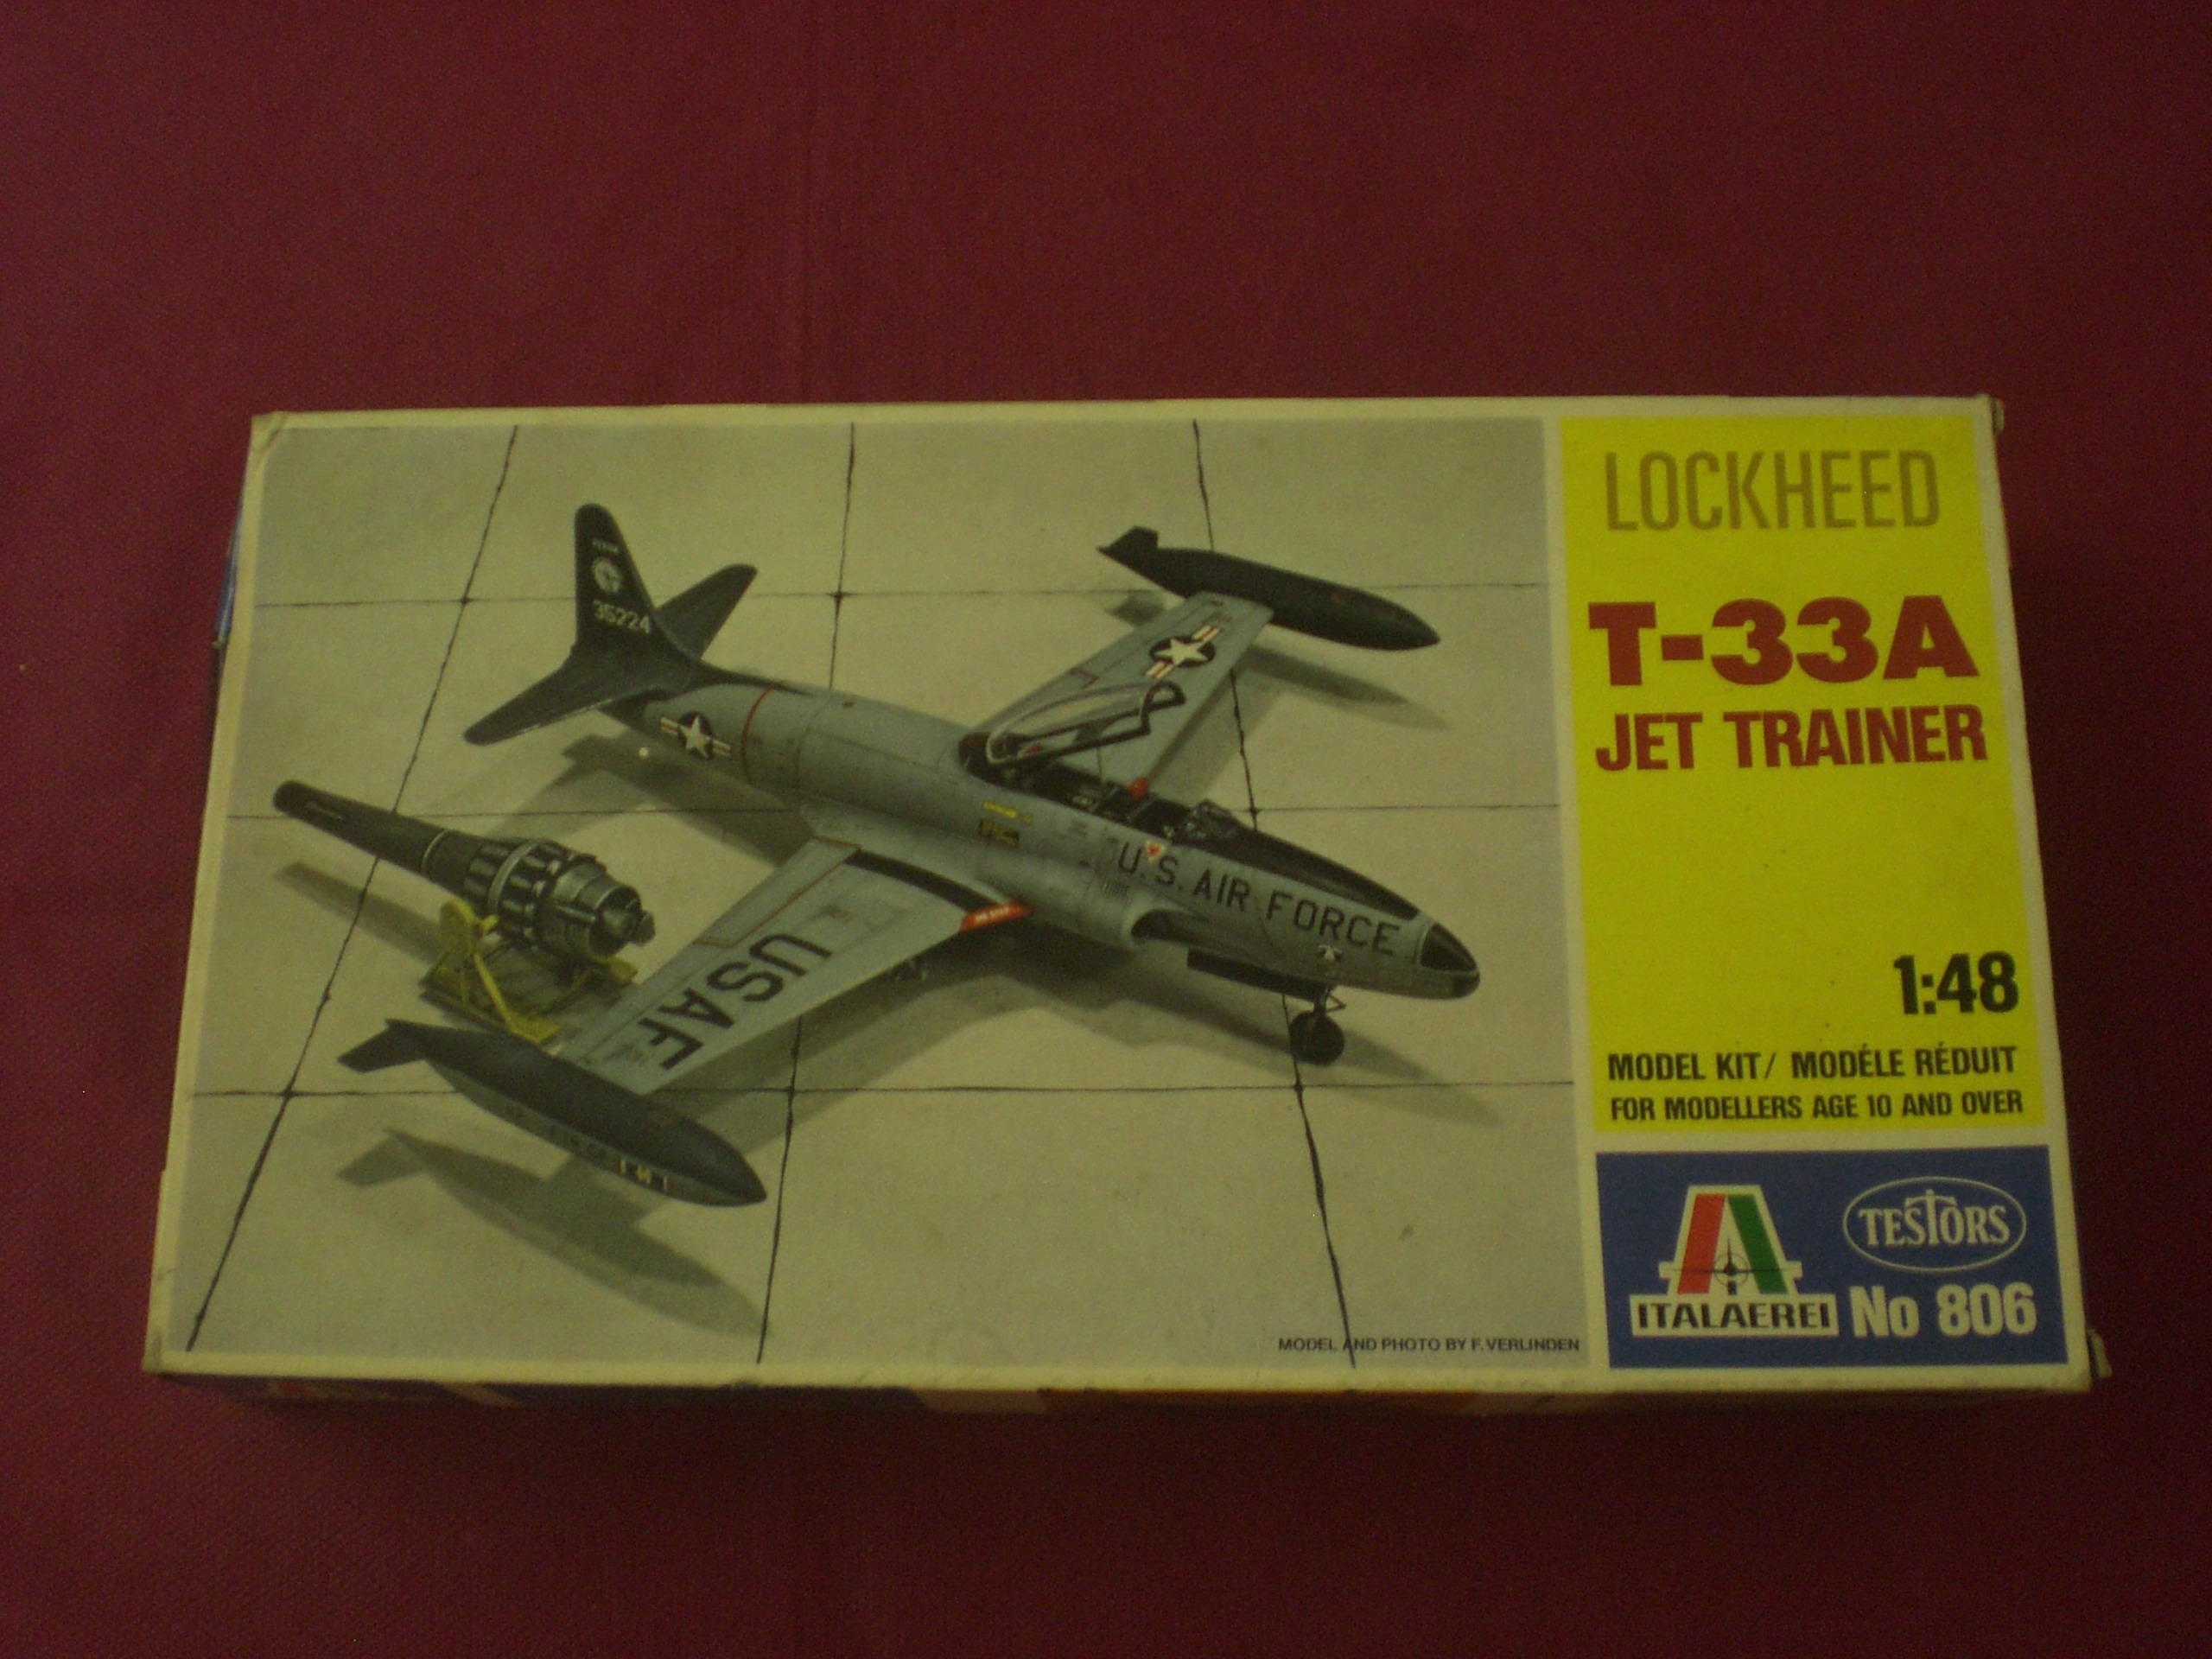 LOCKHEED
T-33A
JET TRAINER
1:48
MODEL KIT/ MODÉLE RÉDUIT
FOR MODELLERS AGE 10 AND OVER
ITALAEREI
TESTORS
No 806
35224
U.S. AIR FORCE
USAF
MODEL AND PHOTO BY F. VERLINDEN